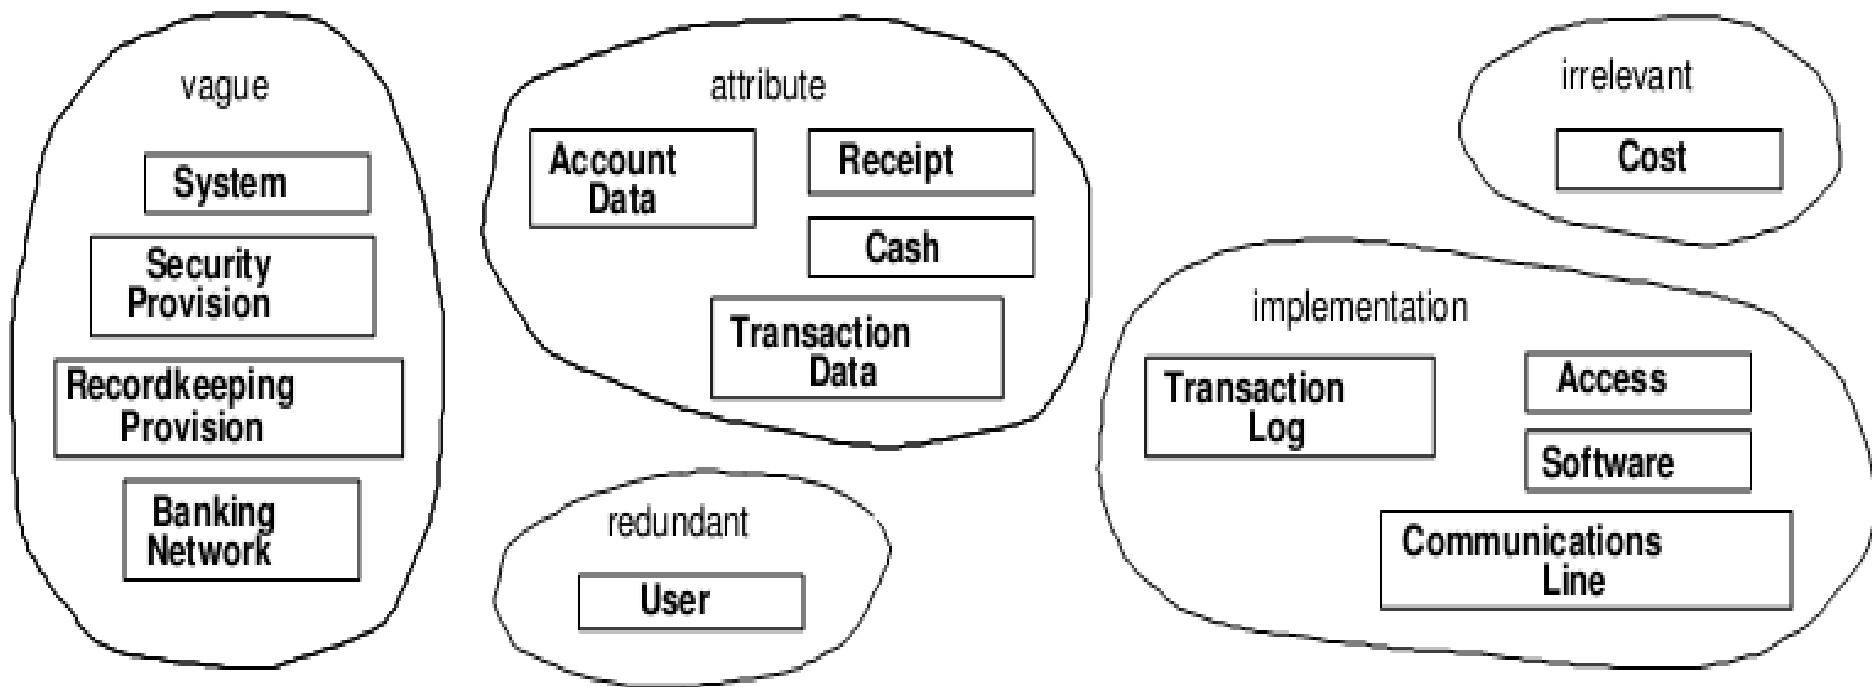 vague
System
Security
Provision
Recordkeeping
Provision
Banking
Network
attribute
Account
Data
Receipt
Cash
Transaction
Data
redundant
User
irrelevant
Cost
implementation
Transaction
Log
Access
Software
Communications
Line